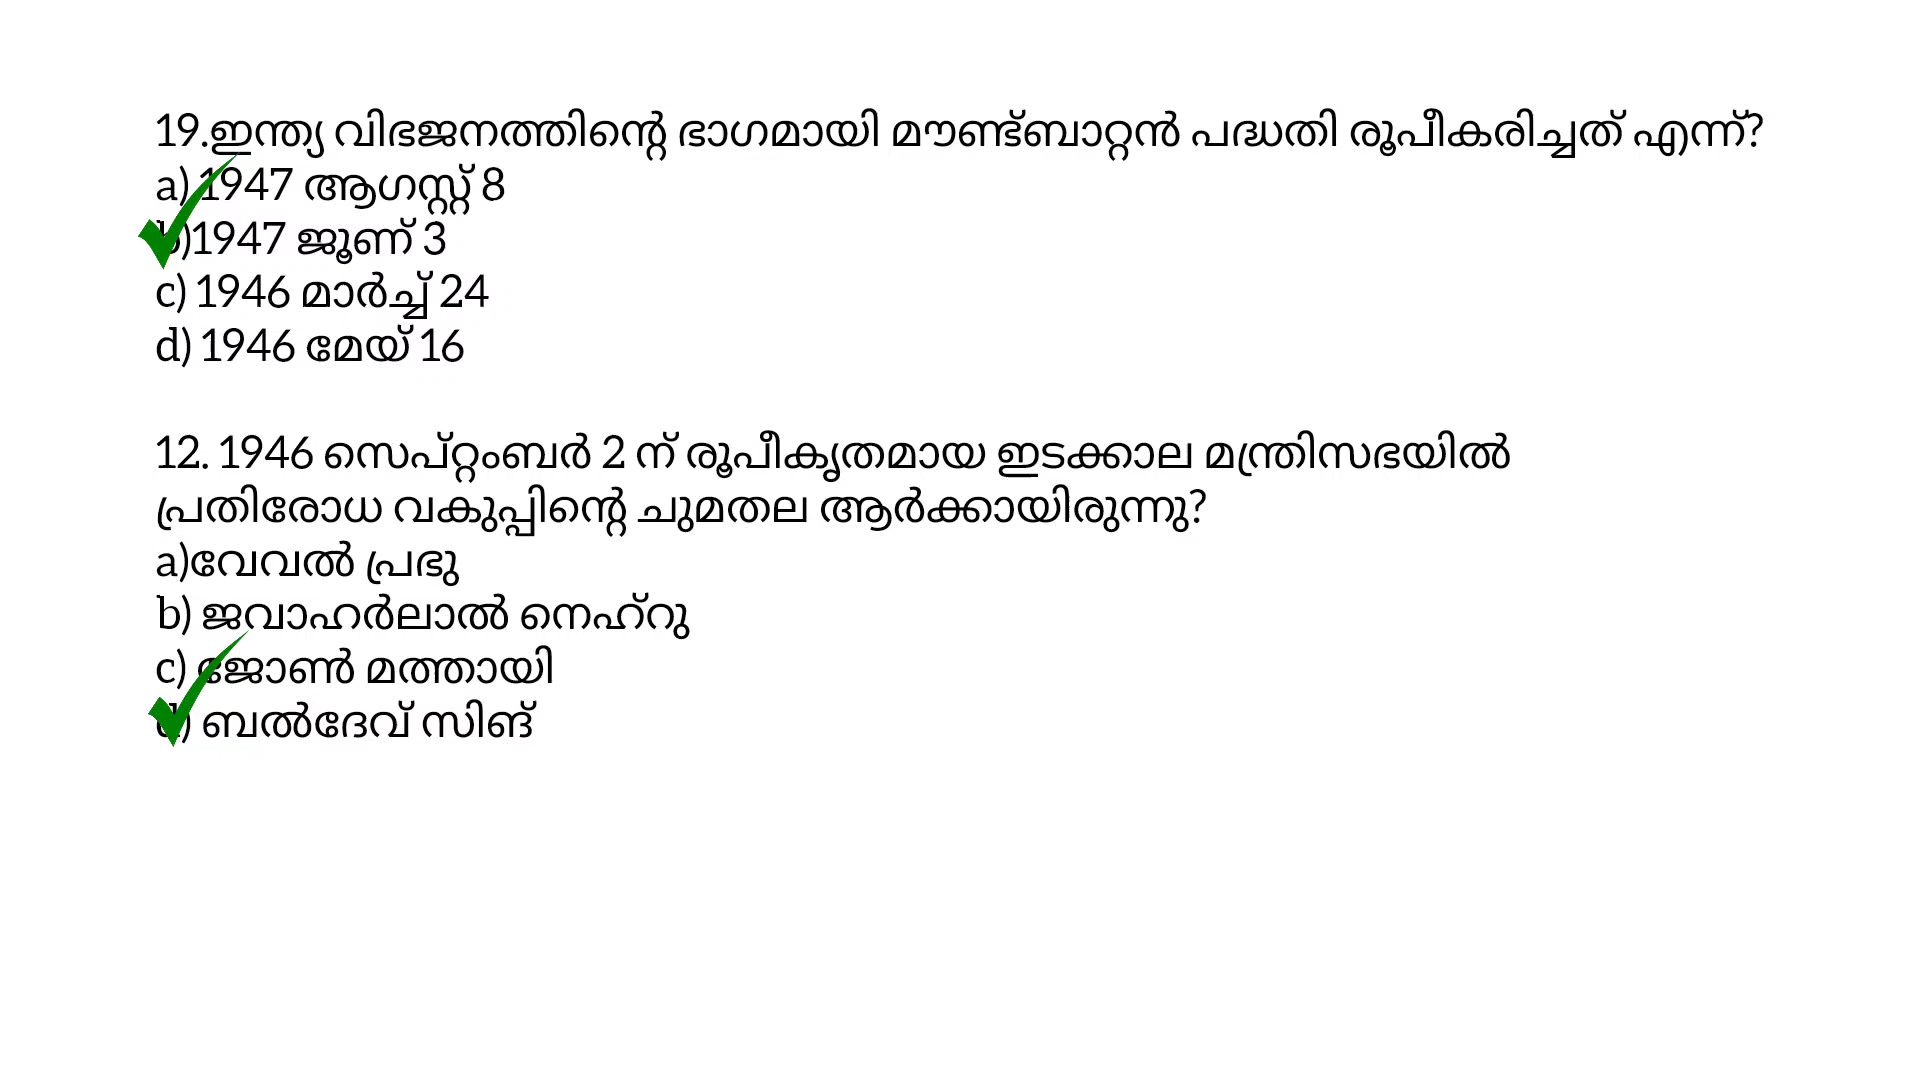 19.ഇന്ത്യ വിഭജനത്തിന്റെ ഭാഗമായി മൗണ്ട്ബാറ്റൻ പദ്ധതി രൂപീകരിച്ചത് എന്ന്?
a) 1947 ആഗസ്റ്റ് 8
b)1947 ജൂണ് 3
c) 1946 മാർച്ച് 24
d) 1946 മേയ് 16
12. 1946 സെപ്റ്റംബർ 2 ന് രൂപീകൃതമായ ഇടക്കാല മന്ത്രിസഭയിൽ
പ്രതിരോധ വകുപ്പിന്റെ ചുമതല ആർക്കായിരുന്നു?
a)വേവൽ പ്രഭു
b) ജവാഹർലാൽ നെഹ്റു
c) ജോൺ മത്തായി
d) ബൽദേവ് സിങ്